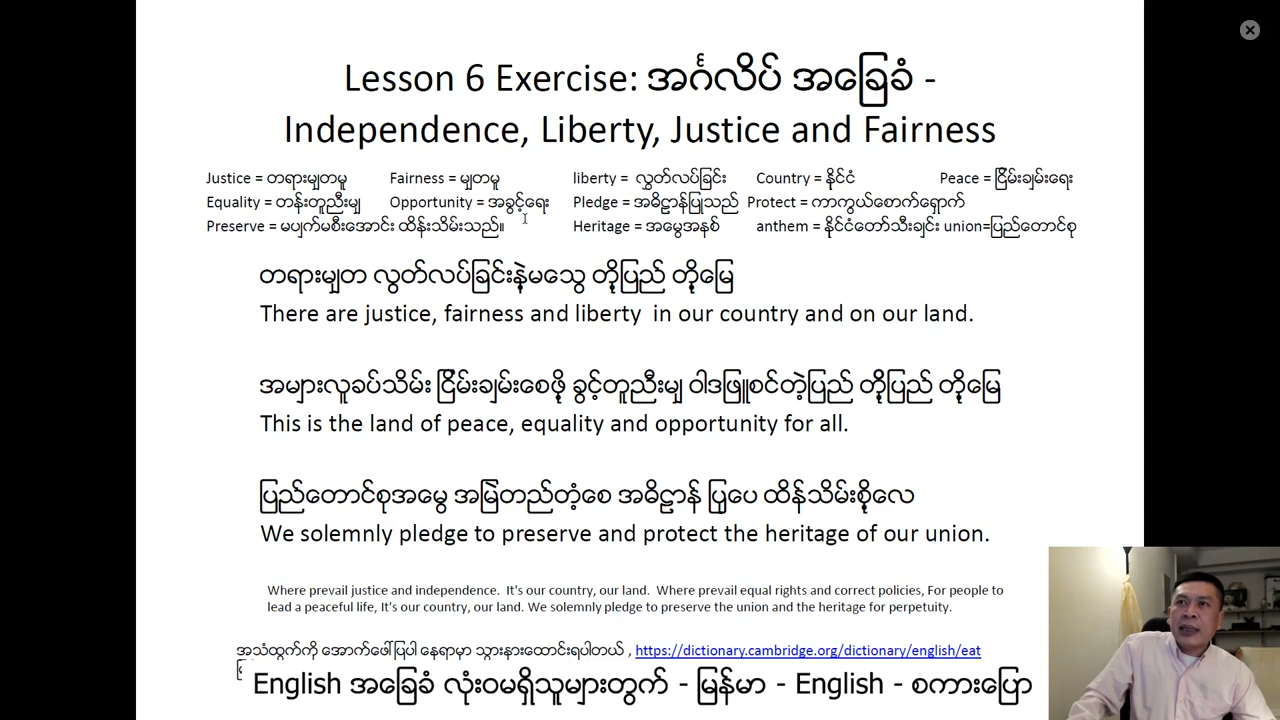 Lesson 6 Exercise: အင်္ဂလိပ် အခြေခံ -
Independence, Liberty, Justice and Fairness
Justice = တရားမျှတမှု Fairness = မျှတမှု liberty = လွှတ်လပ်ခြင်း Country = နိုင်ငံ Peace = ငြိမ်းချမ်းရေး
Equality = တန်းတူညီးမျှ Opportunity = အခွင့်ရေး Pledge = အဓိဌာန်ပြုသည် Protect = ကာကွယ်စောက်ရှောက်
Preserve = မပျက်မစီးအောင်း ထိန်းသိမ်းသည်။ Heritage = အမွေအနစ် anthem = နိုင်ငံတော်သီးချင်း union=ပြည်တောင်စု
တရားမျှတ လွတ်လပ်ခြင်းနဲ့မသွေ တို့ပြည် တို့မြေ
There are justice, fairness and liberty in our country and on our land.
အများလူခပ်သိမ်း ငြိမ်းချမ်းစေဖို့ ခွင့်တူညီးမျှ ဝါဒဖြူစင်တဲ့ပြည် တို့ပြည် တို့မြေ
This is the land of peace, equality and opportunity for all.
ပြည်တောင်စုအမွေ အမြဲတည်တံ့စေ အဓိဌာန် ပြုပေ ထိန်သိမ်းစို့လေ
We solemnly pledge to preserve and protect the heritage of our union.
Where prevail justice and independence. It's our country, our land. Where prevail equal rights and correct policies, For people to
lead a peaceful life, It's our country, our land. We solemnly pledge to preserve the union and the heritage for perpetuity.
အသံထွက်ကို အောက်ဖေါ်ပြပါ နေရာမှာ သွားနားထောင်းရပါတယ် , https://dictionary.cambridge.org/dictionary/english/eat
English အခြေခံ လုံးဝမရှိသူများတွက် - မြန်မာ - English - စကားပြော